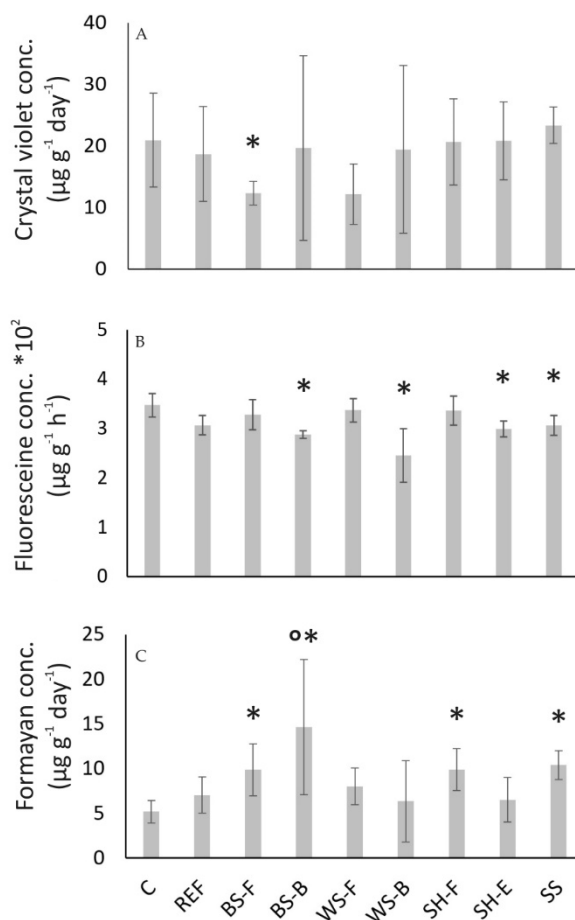 A
Crystal violet conc.
(µg g⁻¹ day⁻¹)
40
30
20
10
0
*
B
Fluoresceine conc. *10²
(µg g⁻¹ h⁻¹)
5
4
3
2
1
0
* * * *
C
Formayan conc.
(µg g⁻¹ day⁻¹)
25
20
15
10
5
0
* °* * *
C REF BS-F BS-B WS-F WS-B SH-F SH-E SS